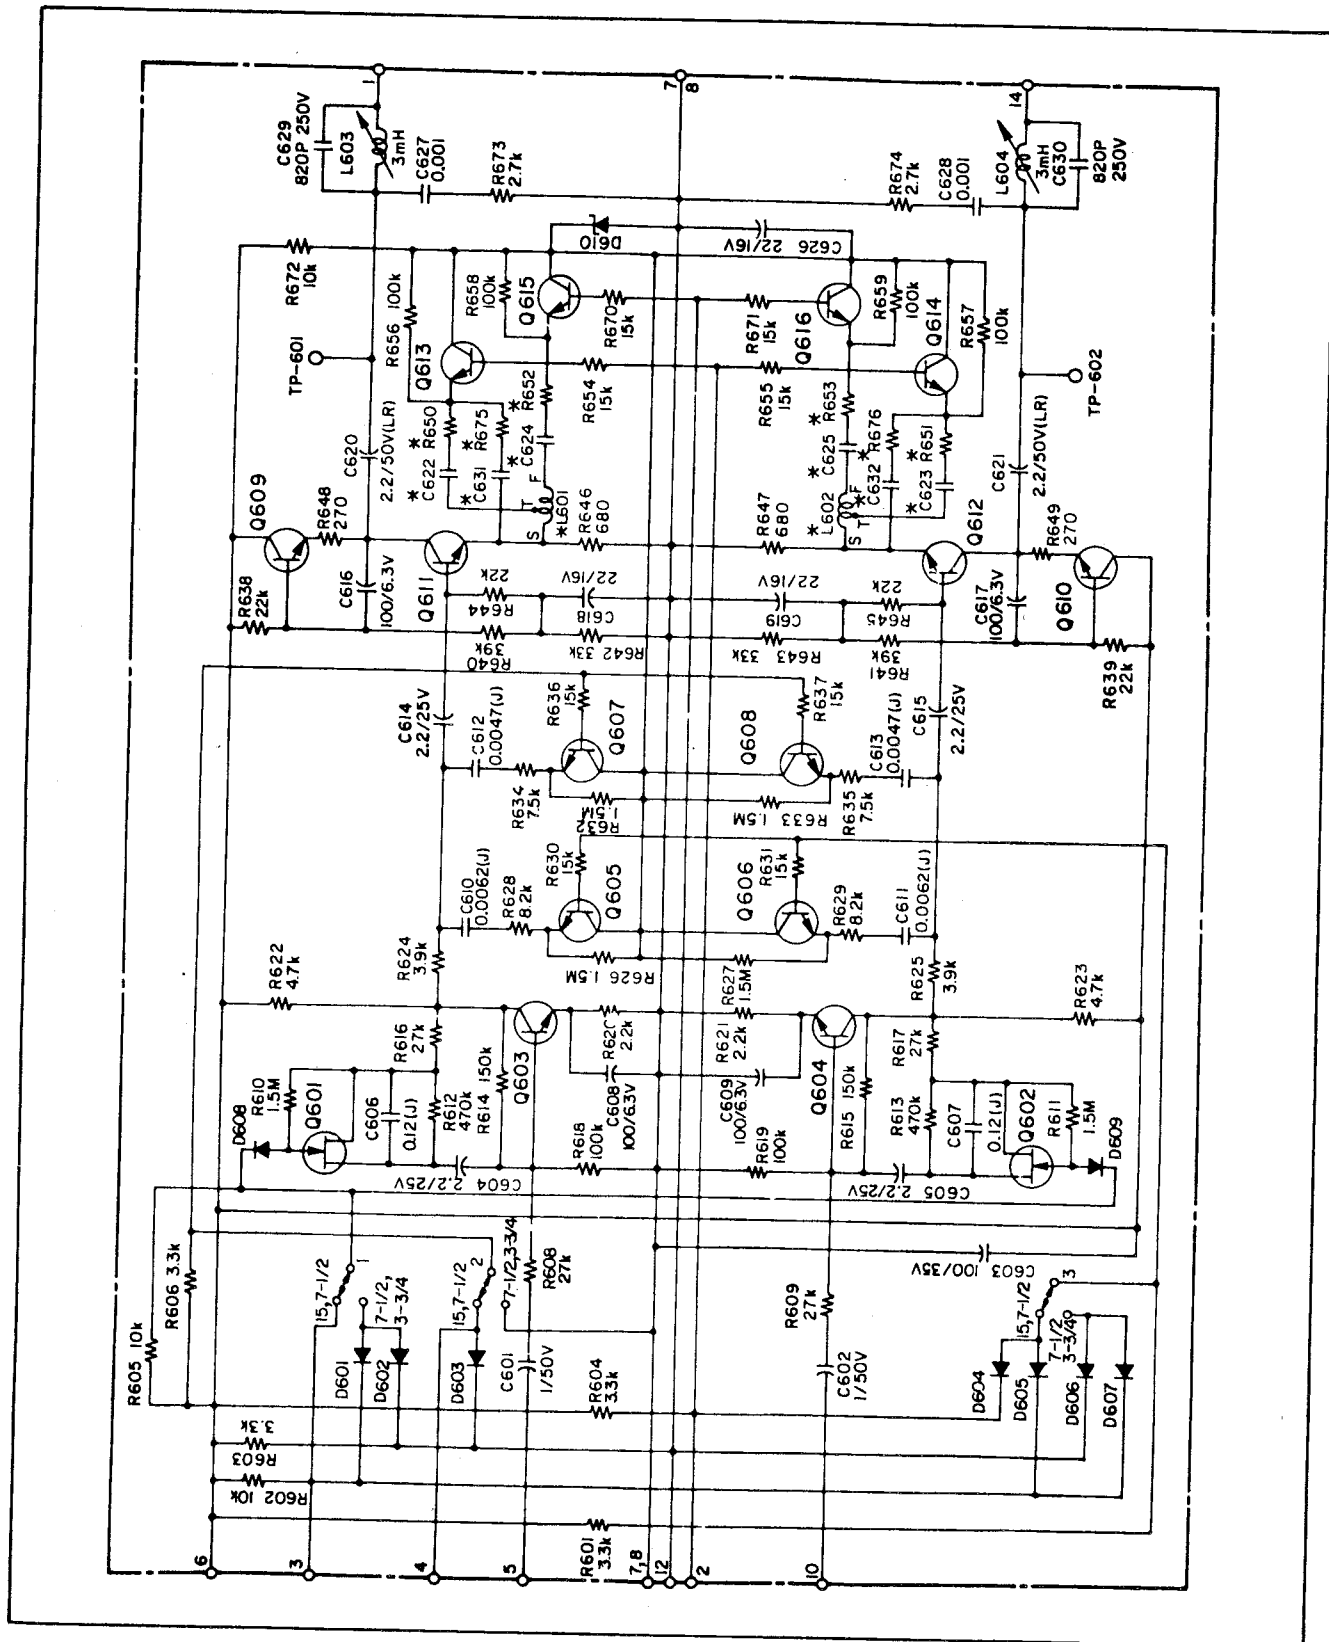 C629
820P 250V
L603
3mH
1
C627
0.001
R673
2.7k
7
8
R674
2.7k
C628
0.001
L604
3mH
C630
820P
250V
14
R672
10k
R656 100k
R658
100k
Q615
D610
C626 22/16V
R670
15k
R671
15k
Q616
R659
100k
Q614
R657
100k
TP-601
Q613
R654
15k
R655
15k
TP-602
C620
2.2/50V(LR)
* R650
* C622
* R675
* C631
* R652
* C624
T
F
S
*L601
R646
680
R647
680
* R653
* C625
* R676
* C632
* R651
* C623
F
T
S
* L602
C621
2.2/50V(LR)
Q609
R648
270
R638
22k
C616
100/6.3V
Q611
22k
R644
22/16V
C618
22/16V
C619
22k
R645
Q612
R649
270
C617
100/6.3V
Q610
39k
R640
33k R642
33k R643
39k
R641
R639
22k
C614
2.2/25V
C612
0.0047(J)
R636
15k
Q607
R637
15k
Q608
C613
0.0047(J)
C615
2.2/25V
R634
7.5k
1.5M
R632
R633 1.5M
R635
7.5k
C610
0.0062(J)
R630
15k
Q605
R631
15k
Q606
C611
0.0062(J)
R628
8.2k
R629
8.2k
R622
4.7k
R624
3.9k
R626 1.5M
R627
1.5M
R625
3.9k
R623
4.7k
R616
27k
Q603
R620
2.2k
R621
2.2k
Q604
R617
27k
R610
1.5M
Q601
C606
0.12(J)
R612
470k
R614 150k
C608
100/6.3V
C609
100/6.3V
R615 150k
R613
470k
C607
0.12(J)
Q602
R611
1.5M
D608
C604 2.2/25V
R618
100k
R619
100k
C605 2.2/25V
D609
R605 10k
R606 3.3k
15,7-1/2
1
7-1/2,
3-3/4
D601
D602
15,7-1/2
2
7-1/2,3-3/4
D603
R608
27k
C601
1/50V
R604
3.3k
R609
27k
C602
1/50V
C603 100/35V
15,7-1/2
3
7-1/2
3-3/4
D604
D605
D606
D607
3.3k
R603
10k R602
R601
3.3k
6
3
4
5
7,8
12
2
10